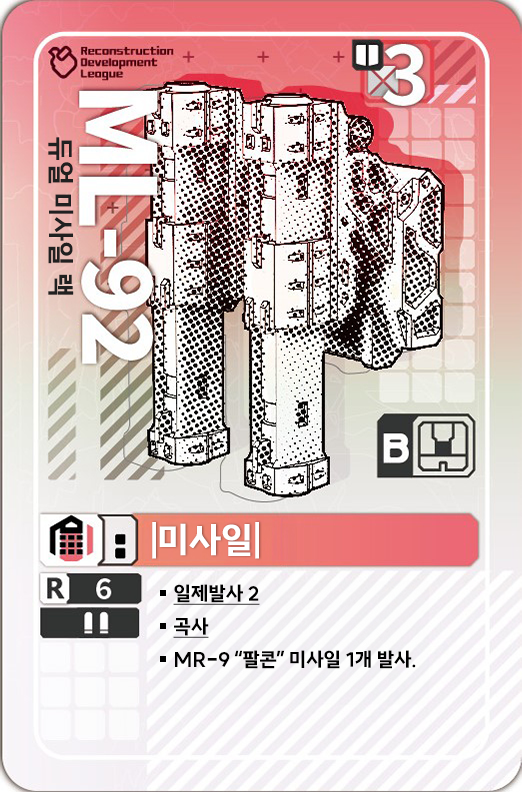 Reconstruction
Development
League
3
ML-92
듀얼 미사일 랙
B
|미사일|
R 6
▪ 일제발사 2
▪ 곡사
▪ MR-9 “팔콘” 미사일 1개 발사.